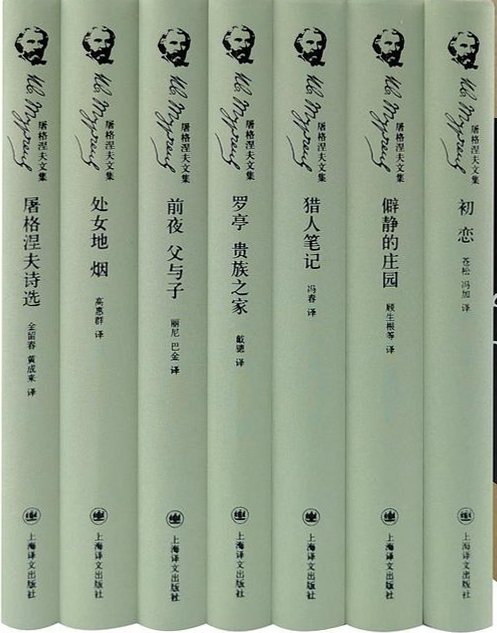 屠格涅夫文集
屠格涅夫诗选
金留春 黄成来 译
上海译文出版社
屠格涅夫文集
处女地 烟
高惠群 译
上海译文出版社
屠格涅夫文集
前夜 父与子
丽尼 巴金 译
上海译文出版社
屠格涅夫文集
罗亭 贵族之家
戴骢 译
上海译文出版社
屠格涅夫文集
猎人笔记
冯春 译
上海译文出版社
屠格涅夫文集
僻静的庄园
顾生根等 译
上海译文出版社
屠格涅夫文集
初恋
苍松 冯加 译
上海译文出版社